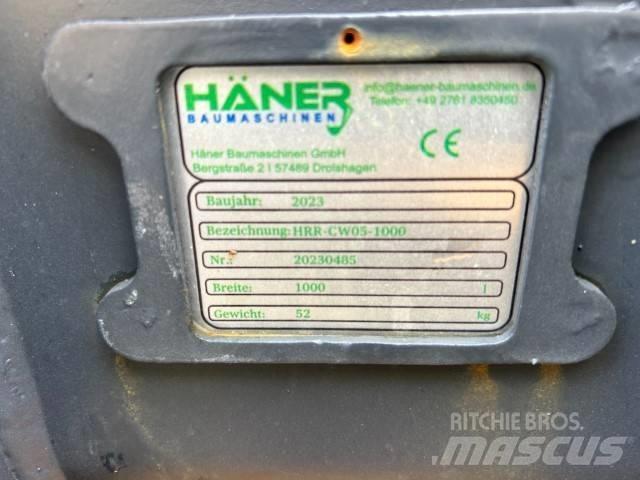 HÄNER
BAUMASCHINEN
info@haener-baumaschinen.de
Telefon: +49 2761 8350450
Häner Baumaschinen GmbH
Bergstraße 2 | 57489 Drolshagen
CE
Baujahr: 2023
Bezeichnung: HRR-CW05-1000
Nr.: 20230485
Breite: 1000 l
Gewicht: 52 kg
RITCHIE BROS.
MASCUS